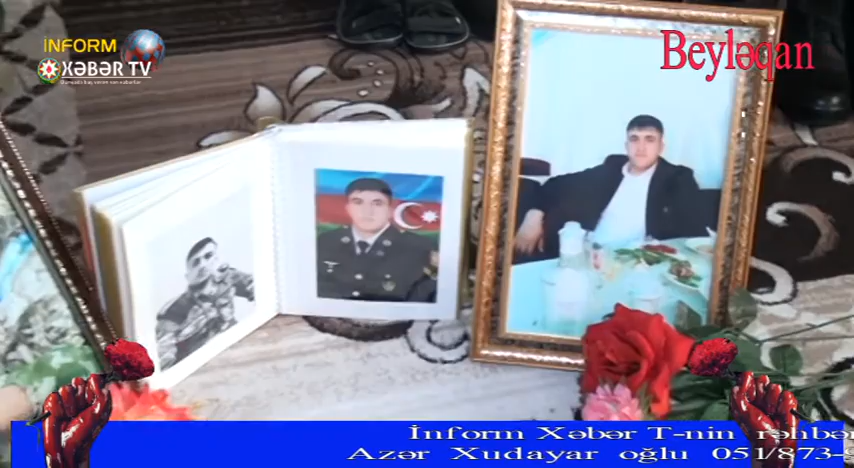 İNFORM
XƏBƏR TV
Beyləqan
İnform Xəbər T-nin rəhbər
Azər Xudayar oğlu 051/873-